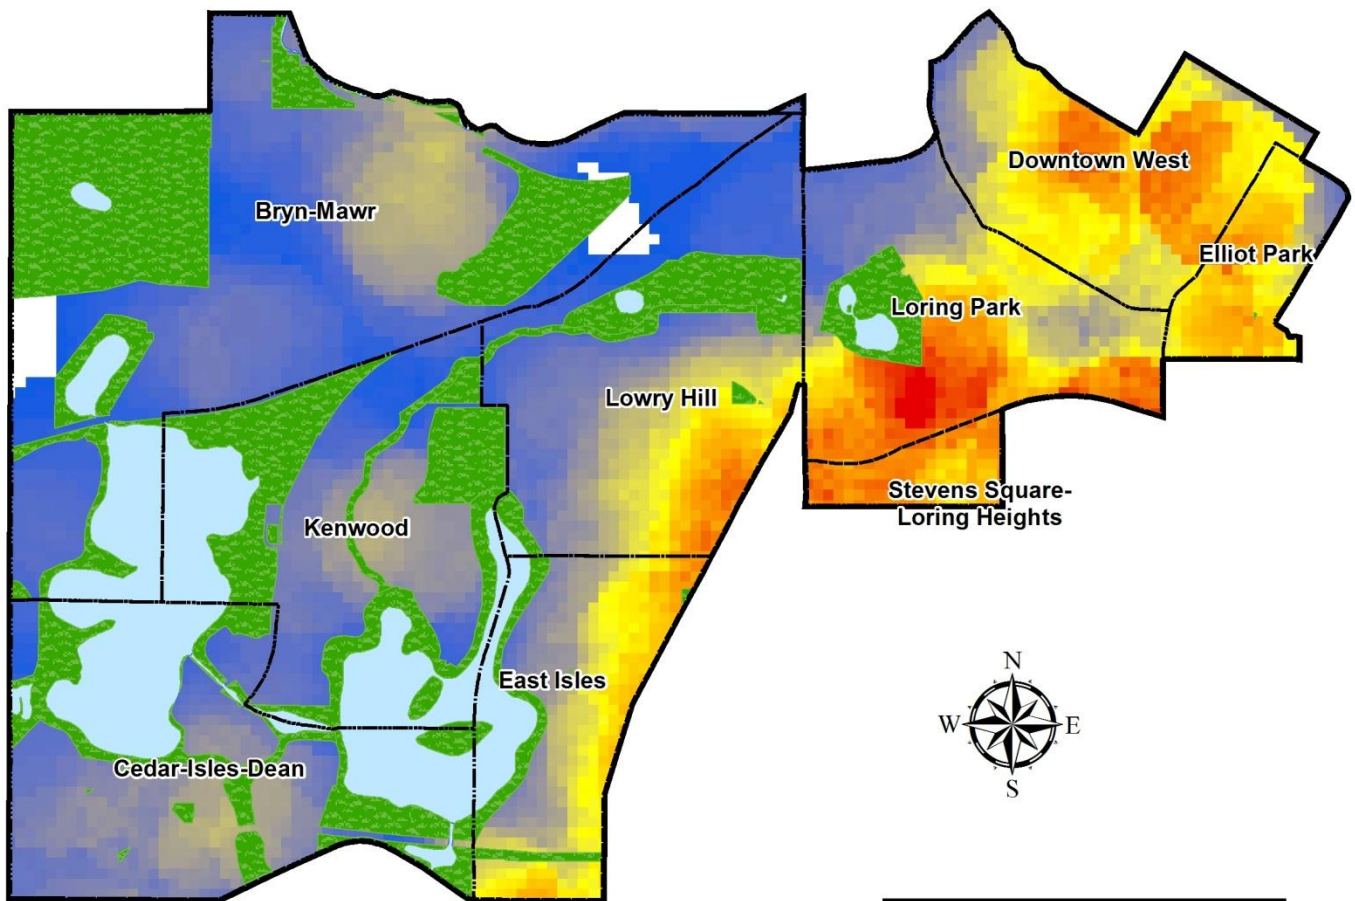 Downtown West
Bryn-Mawr
Elliot Park
Loring Park
Lowry Hill
Stevens Square-
Loring Heights
Kenwood
East Isles
Cedar-Isles-Dean
N
W
E
S